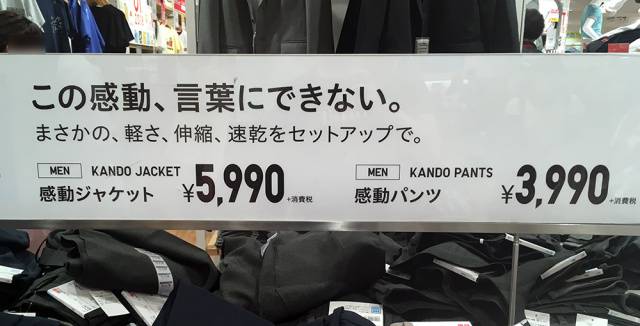 この感動、言葉にできない。
まさかの、軽さ、伸縮、速乾をセットアップで。
MEN KANDO JACKET
感動ジャケット ¥5,990 +消費税
MEN KANDO PANTS
感動パンツ ¥3,990 +消費税